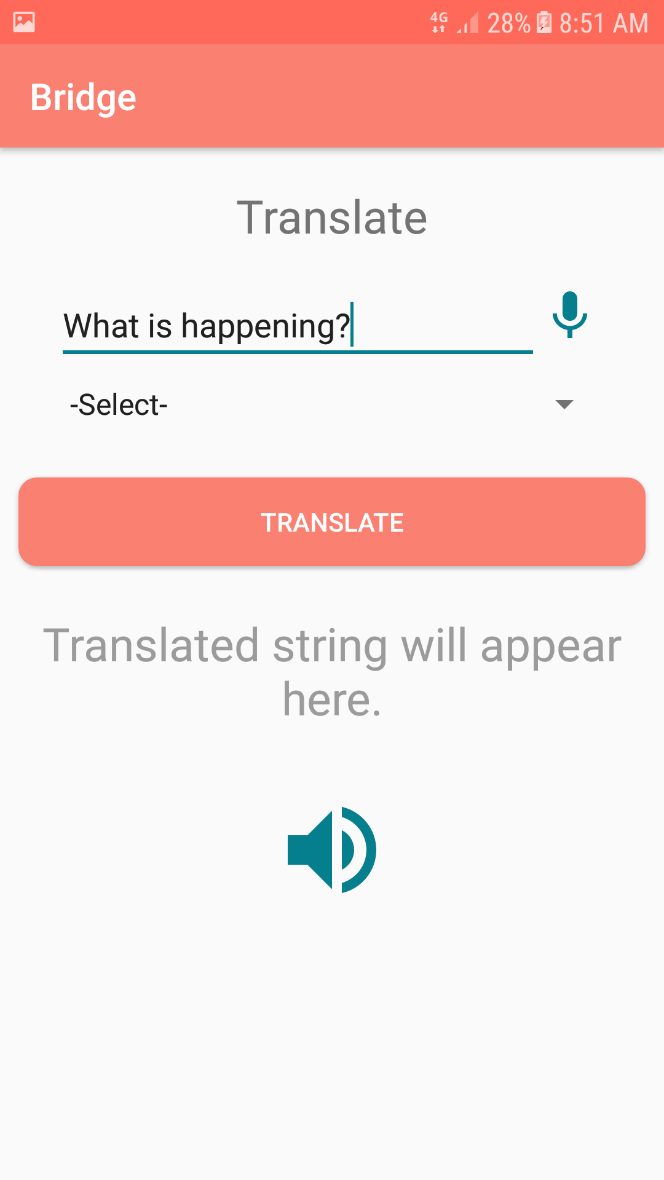 4G 28% 8:51 AM
Bridge
Translate
What is happening?
-Select-
TRANSLATE
Translated string will appear
here.